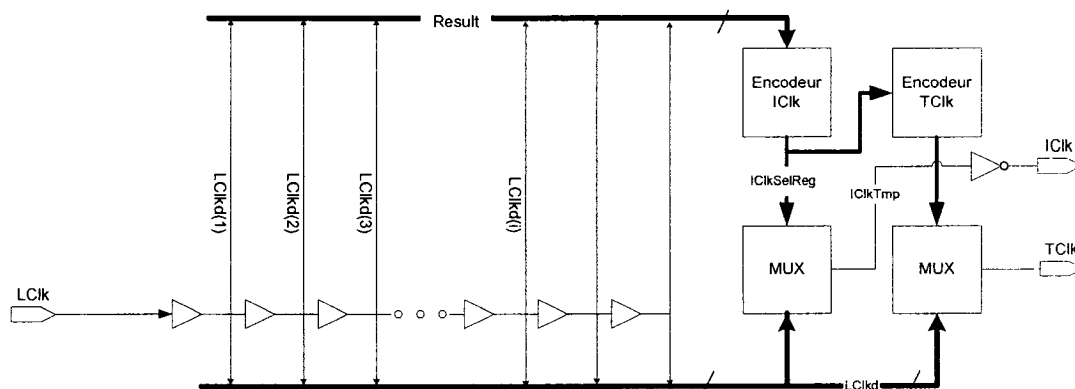 Result
Encodeur
IClk
Encodeur
TClk
IClk
LClkd(1)
LClkd(2)
LClkd(3)
LClkd(i)
IClkSelReg
IClkTmp
MUX
MUX
TClk
LClk
LClkd